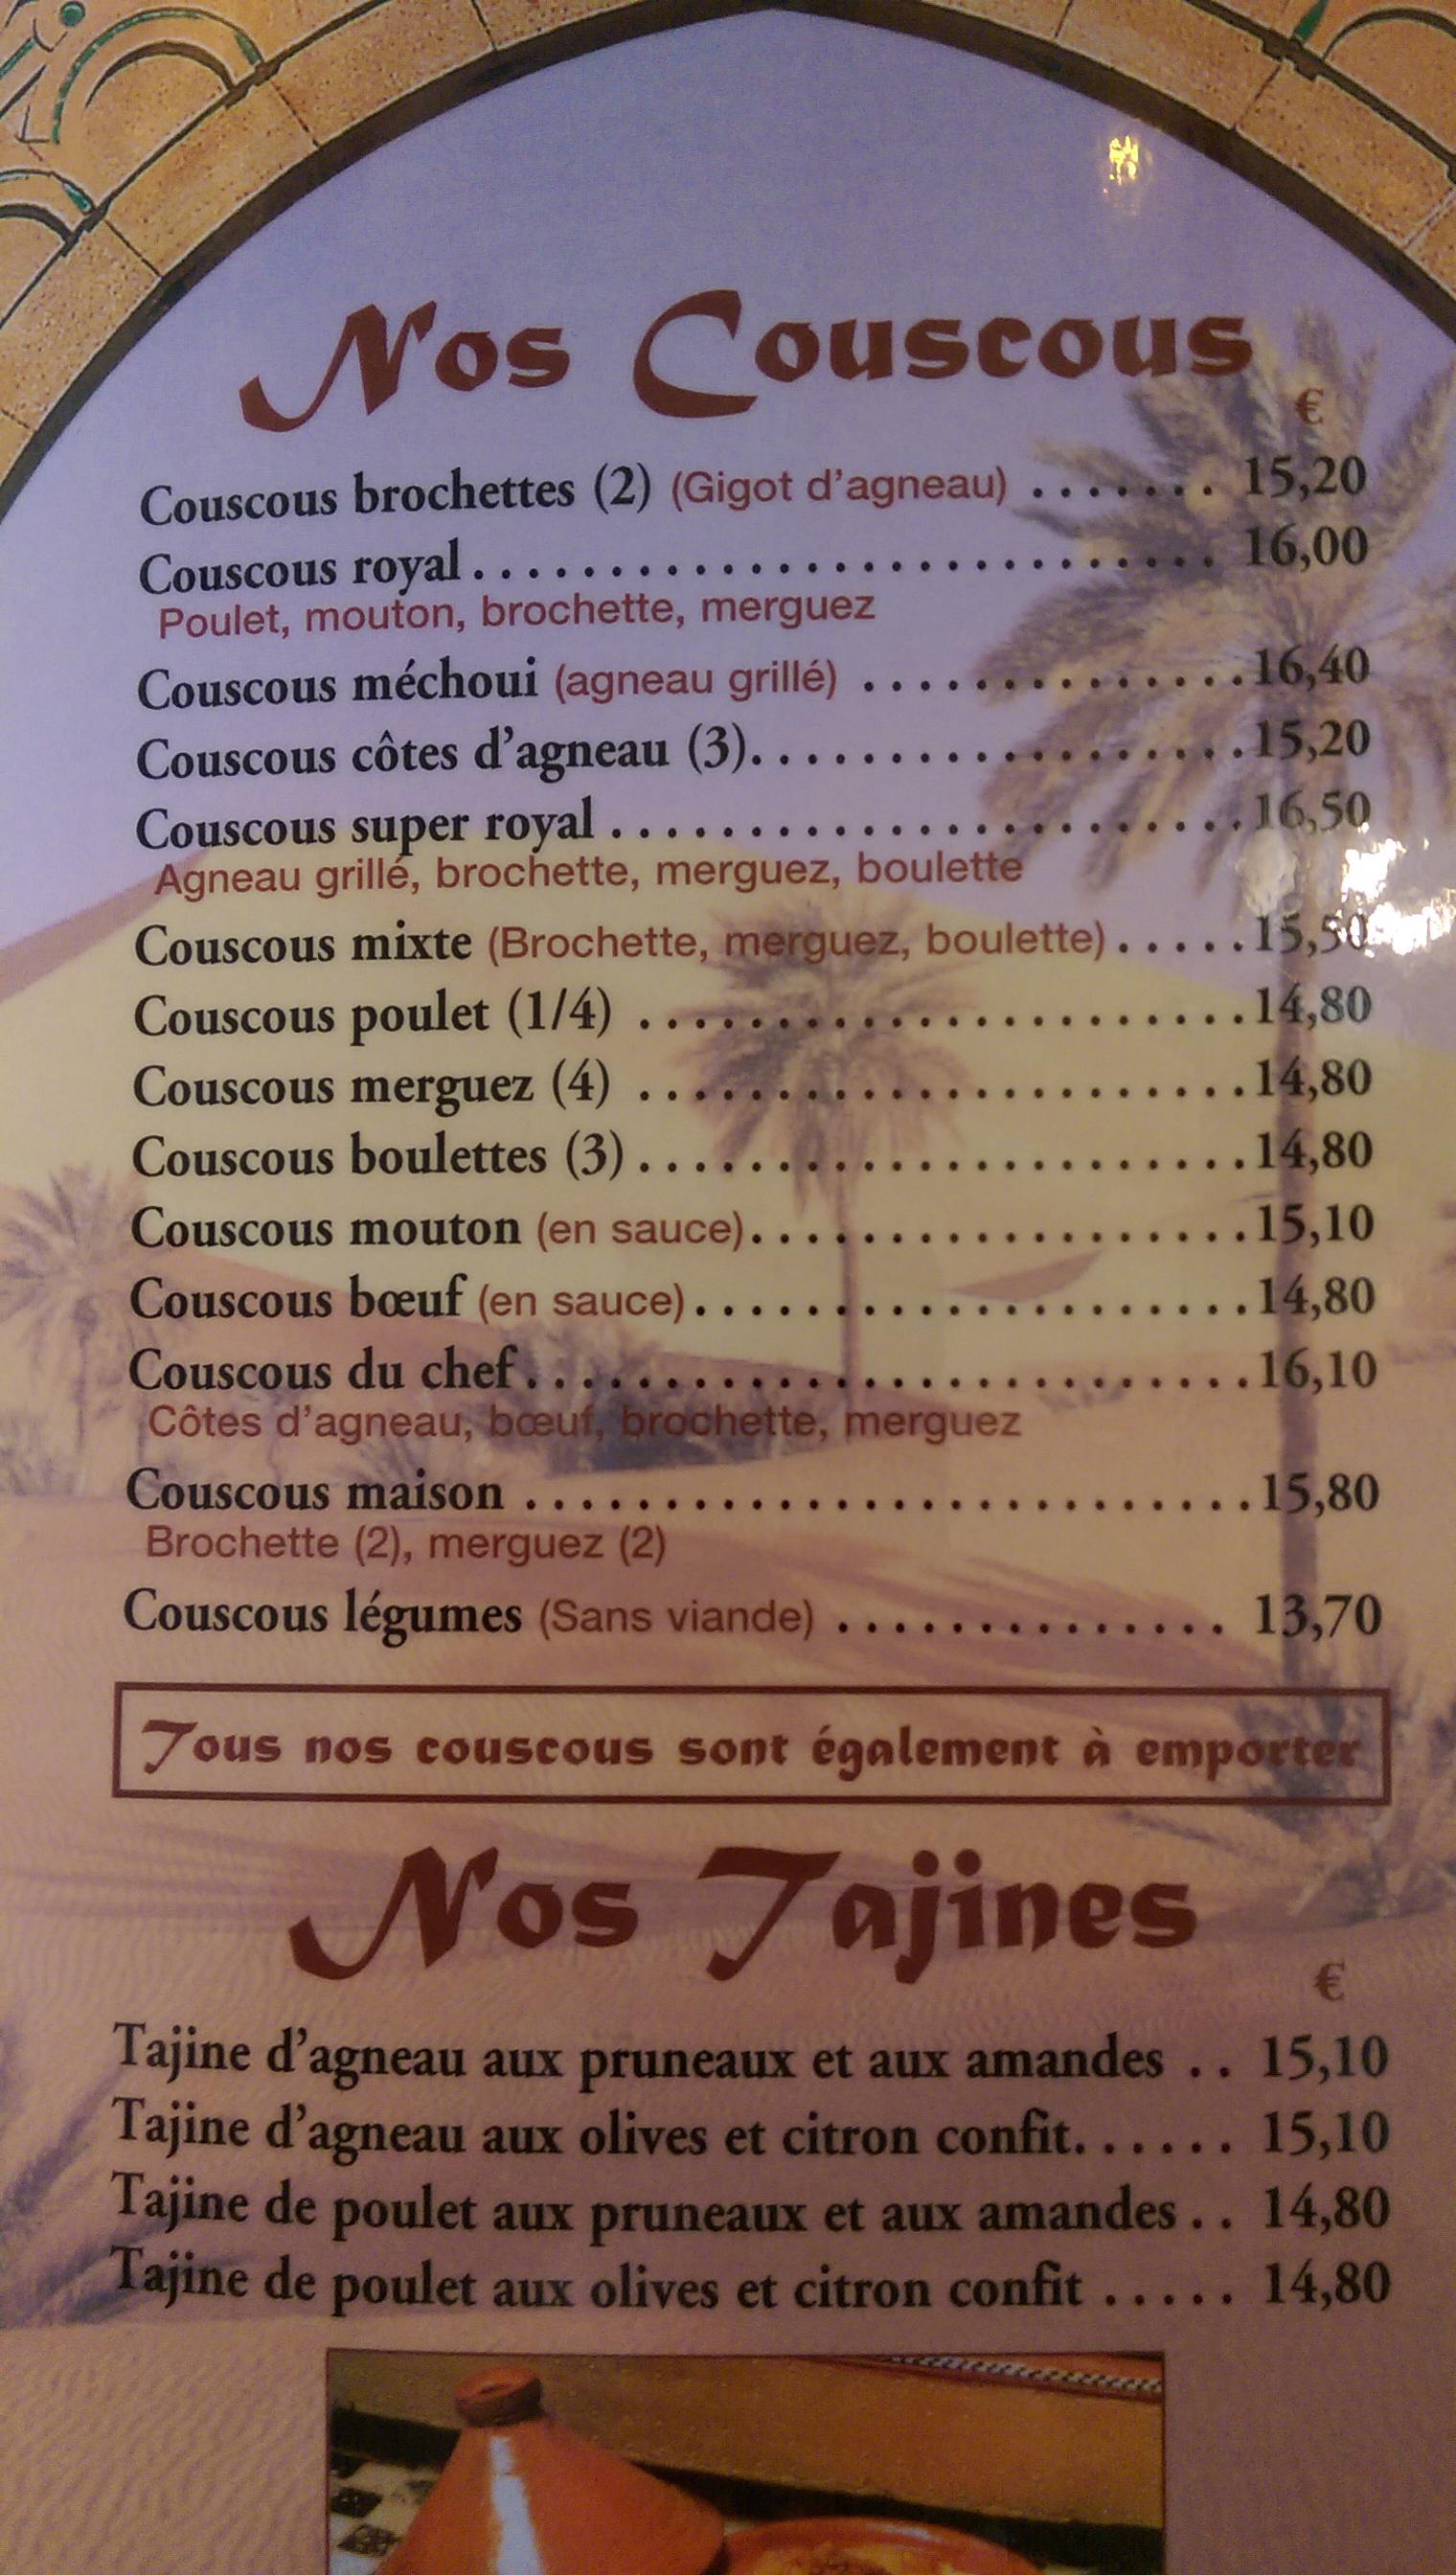 Nos Couscous
€
Couscous brochettes (2) (Gigot d'agneau) ....... 15,20
Couscous royal........................... 16,00
Poulet, mouton, brochette, merguez
Couscous méchoui (agneau grillé) ..............16,40
Couscous côtes d'agneau (3)..................15,20
Couscous super royal .......................16,50
Agneau grillé, brochette, merguez, boulette
Couscous mixte (Brochette, merguez, boulette).....15,50
Couscous poulet (1/4) ......................14,80
Couscous merguez (4) ......................14,80
Couscous boulettes (3)......................14,80
Couscous mouton (en sauce)..................15,10
Couscous bœuf (en sauce)....................14,80
Couscous du chef..........................16,10
Côtes d'agneau, bœuf, brochette, merguez
Couscous maison ..........................15,80
Brochette (2), merguez (2)
Couscous légumes (Sans viande) .............. 13,70
Tous nos couscous sont également à emporter
Nos Tajines
€
Tajine d'agneau aux pruneaux et aux amandes .. 15,10
Tajine d'agneau aux olives et citron confit...... 15,10
Tajine de poulet aux pruneaux et aux amandes.. 14,80
Tajine de poulet aux olives et citron confit ..... 14,80